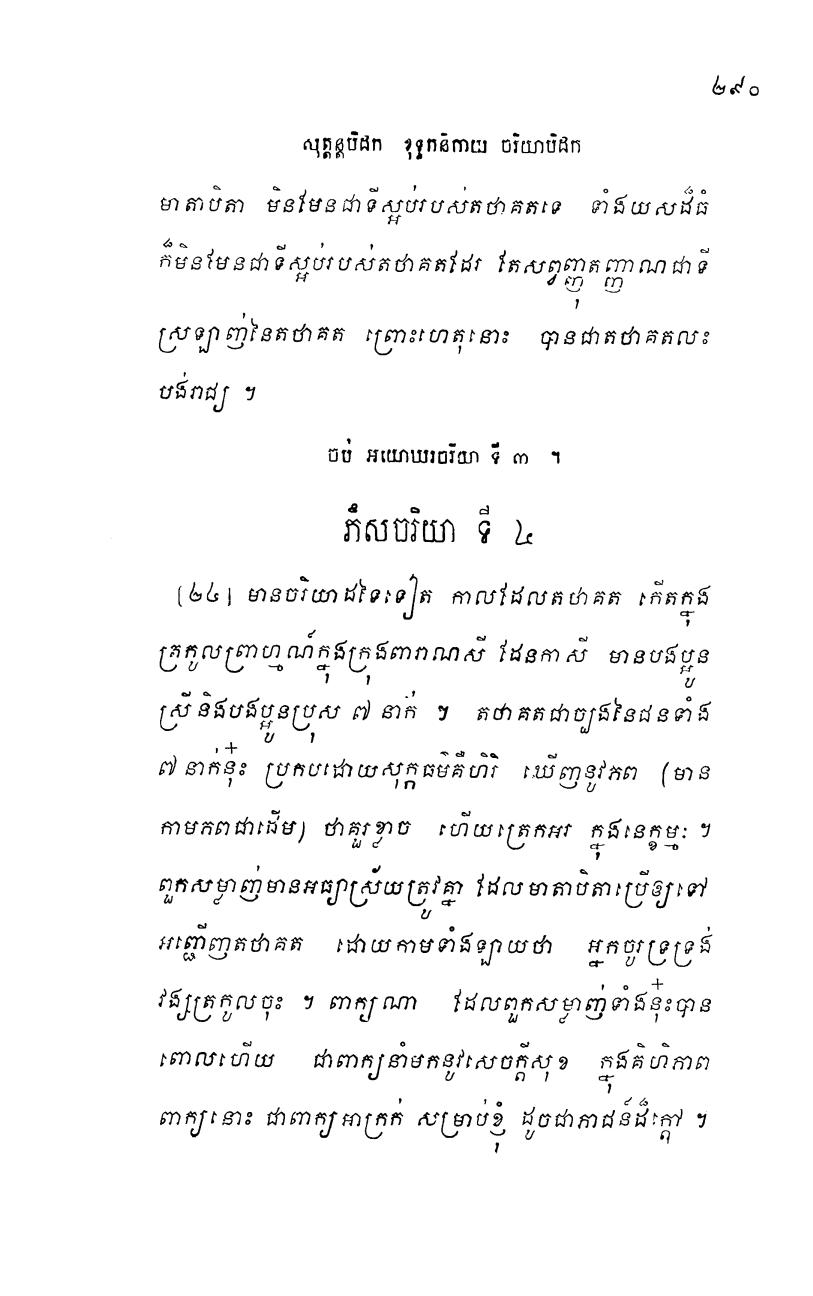 ២៩០
សុត្តន្តបិដក ខុទ្ទកនិកាយ ចរិយាបិដក
មាតាបិតា មិនមែនជាទីស្អប់របស់តថាគតទេ ទាំងយសដ៏ធំ
ក៏មិនមែនជាទីស្អប់របស់តថាគតដែរ តែសព្វញ្ញុតញ្ញាណជាទី
ស្រឡាញ់នៃតថាគត ព្រោះហេតុនោះ បានជាតថាគតលះ
បង់រាជ្យ ។
ចប់ អយោឃរចរិយា ទី ៣ ។
ភឹសចរិយា ទី ៤
(២៤) មានចរិយាដទៃទៀត កាលដែលតថាគត កើតក្នុង
ត្រកូលព្រាហ្មណ៍ក្នុងក្រុងពារាណសី ដែនកាសី មានបងប្អូន
ស្រីនិងបងប្អូនប្រុស ៧ នាក់ ។ តថាគតជាច្បងនៃជនទាំង
៧ នាក់នុ៎ះ ប្រកបដោយសុក្កធម៌គឺហិរិ ឃើញនូវភព (មាន
កាមភពជាដើម) ថាគួរខ្លាច ហើយត្រេកអរ ក្នុងនេក្ខម្មៈ ។
ពួកសម្លាញ់មានអធ្យាស្រ័យត្រូវគ្នា ដែលមាតាបិតាប្រើឱ្យទៅ
អញ្ជើញតថាគត ដោយកាមទាំងឡាយថា អ្នកចូរទ្រទ្រង់
វង្សត្រកូលចុះ ។ ពាក្យណា ដែលពួកសម្លាញ់ទាំងនុ៎ះបាន
ពោលហើយ ជាពាក្យនាំមកនូវសេចក្តីសុខ ក្នុងគិហិភាព
ពាក្យនោះ ជាពាក្យអាក្រក់ សម្រាប់ខ្ញុំ ដូចជាភាជន៍ដ៏ក្តៅ ។